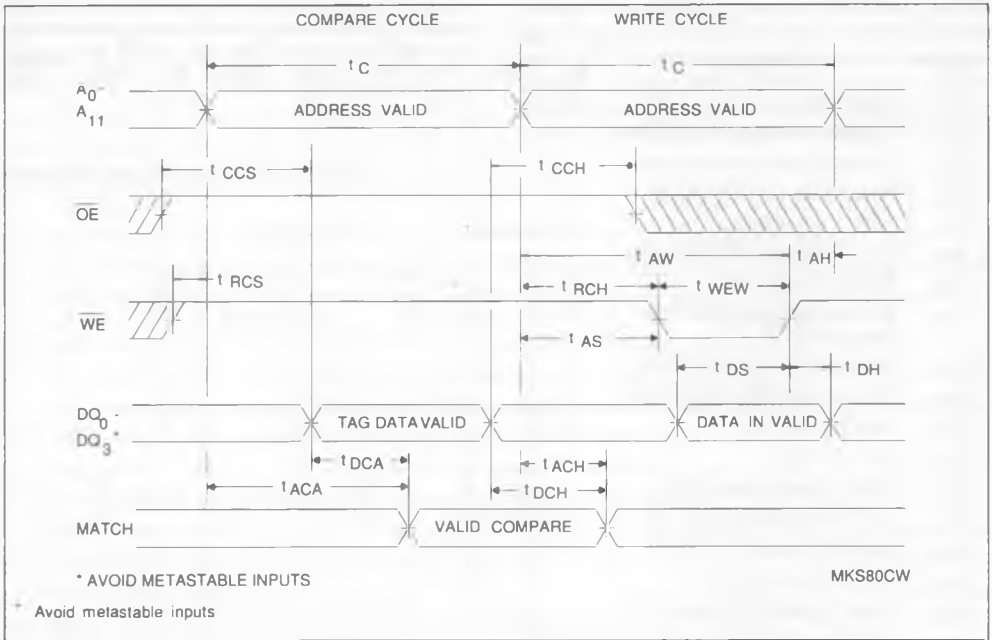 COMPARE CYCLE WRITE CYCLE
t C t C
A0-
A11
ADDRESS VALID ADDRESS VALID
t CCS t CCH
OE
t AW t AH
t RCS t RCH t WEW
WE
t AS
t DS t DH
DQ0 -
DQ3 *
TAG DATA VALID DATA IN VALID
t DCA t ACH
t ACA t DCH
MATCH VALID COMPARE
* AVOID METASTABLE INPUTS MKS80CW
+ Avoid metastable inputs